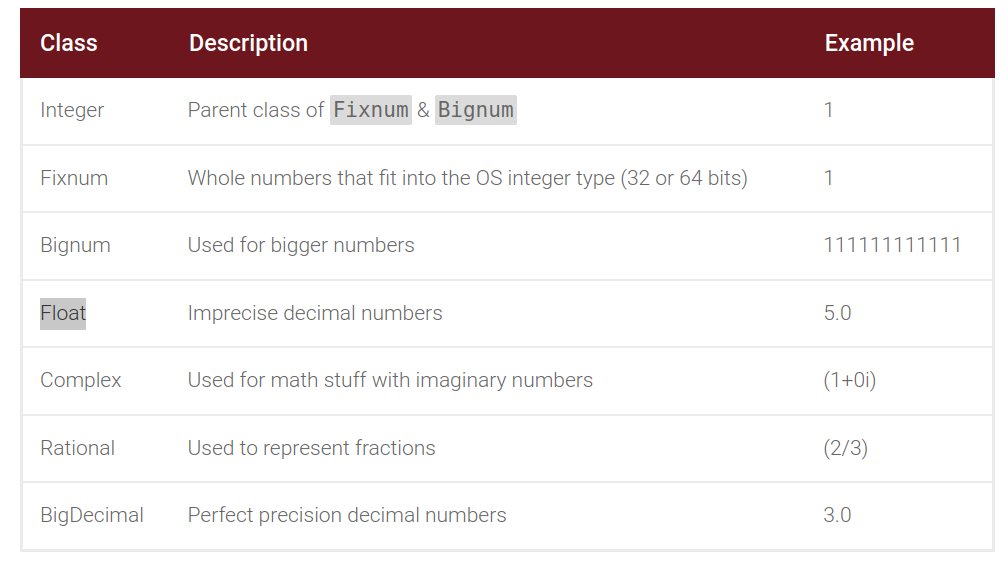 Class Description Example
Integer Parent class of Fixnum & Bignum 1
Fixnum Whole numbers that fit into the OS integer type (32 or 64 bits) 1
Bignum Used for bigger numbers 111111111111
Float Imprecise decimal numbers 5.0
Complex Used for math stuff with imaginary numbers (1+0i)
Rational Used to represent fractions (2/3)
BigDecimal Perfect precision decimal numbers 3.0